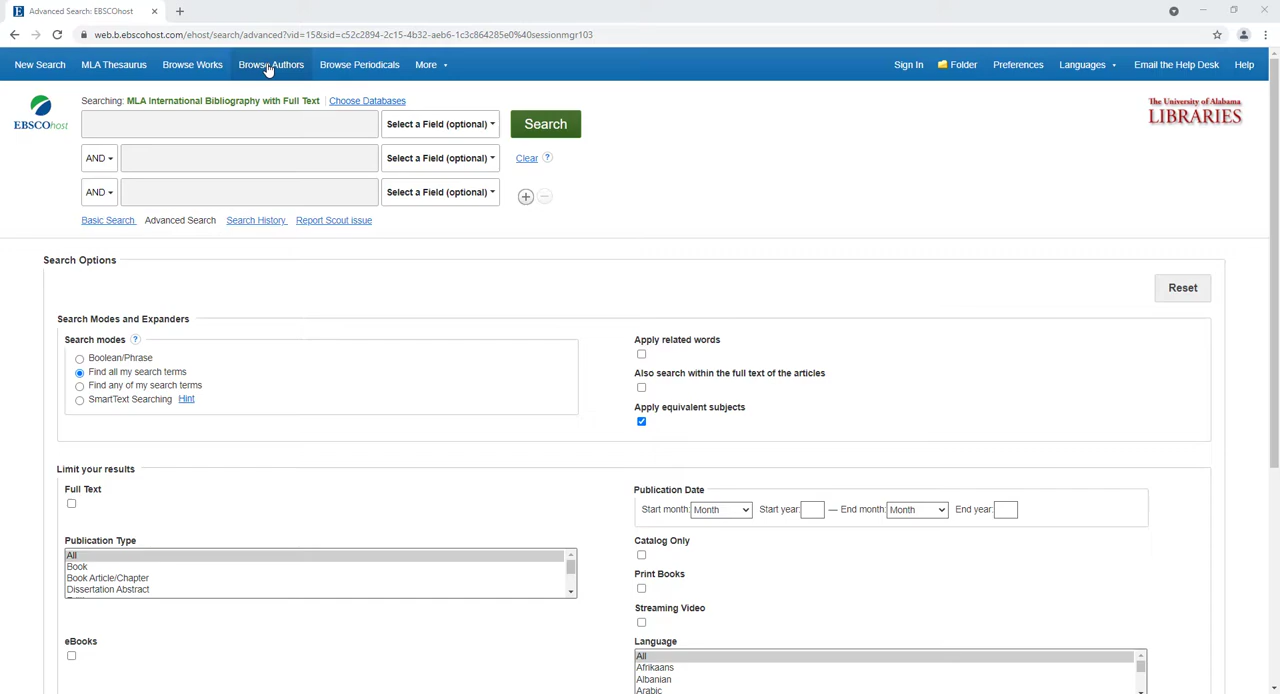 Advanced Search: EBSCOhost
web.b.ebscohost.com/ehost/search/advanced?vid=15&sid=c52c2894-2c15-4b32-aeb6-1c3c864285e0%40sessionmgr103
New Search MLA Thesaurus Browse Works Browse Authors Browse Periodicals More Sign In Folder Preferences Languages Email the Help Desk Help
Searching: MLA International Bibliography with Full Text Choose Databases
EBSCOhost
The University of Alabama
LIBRARIES
Select a Field (optional) Search
AND Select a Field (optional) Clear ?
AND Select a Field (optional)
Basic Search Advanced Search Search History Report Scout issue
Search Options
Reset
Search Modes and Expanders
Search modes ?
Boolean/Phrase
Find all my search terms
Find any of my search terms
SmartText Searching Hint
Apply related words
Also search within the full text of the articles
Apply equivalent subjects
Limit your results
Full Text
Publication Date
Start month: Month Start year: — End month: Month End year:
Publication Type
All
Book
Book Article/Chapter
Dissertation Abstract
Catalog Only
Print Books
Streaming Video
eBooks
Language
All
Afrikaans
Albanian
Arabic